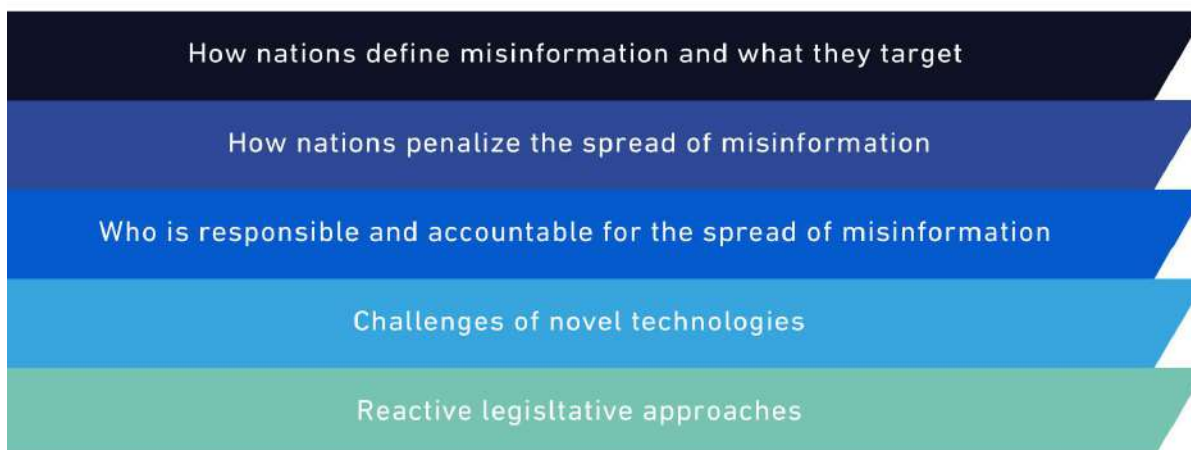 How nations define misinformation and what they target
How nations penalize the spread of misinformation
Who is responsible and accountable for the spread of misinformation
Challenges of novel technologies
Reactive legisltative approaches